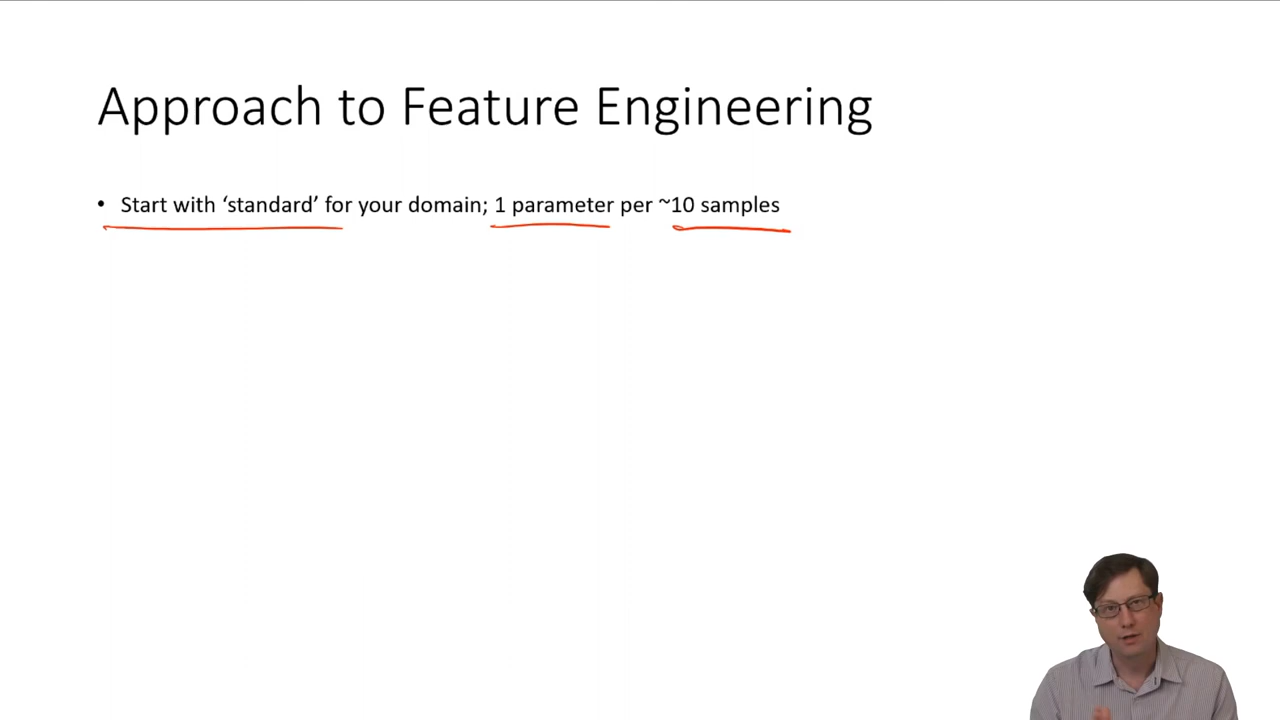 Approach to Feature Engineering
• Start with ‘standard’ for your domain; 1 parameter per ~10 samples